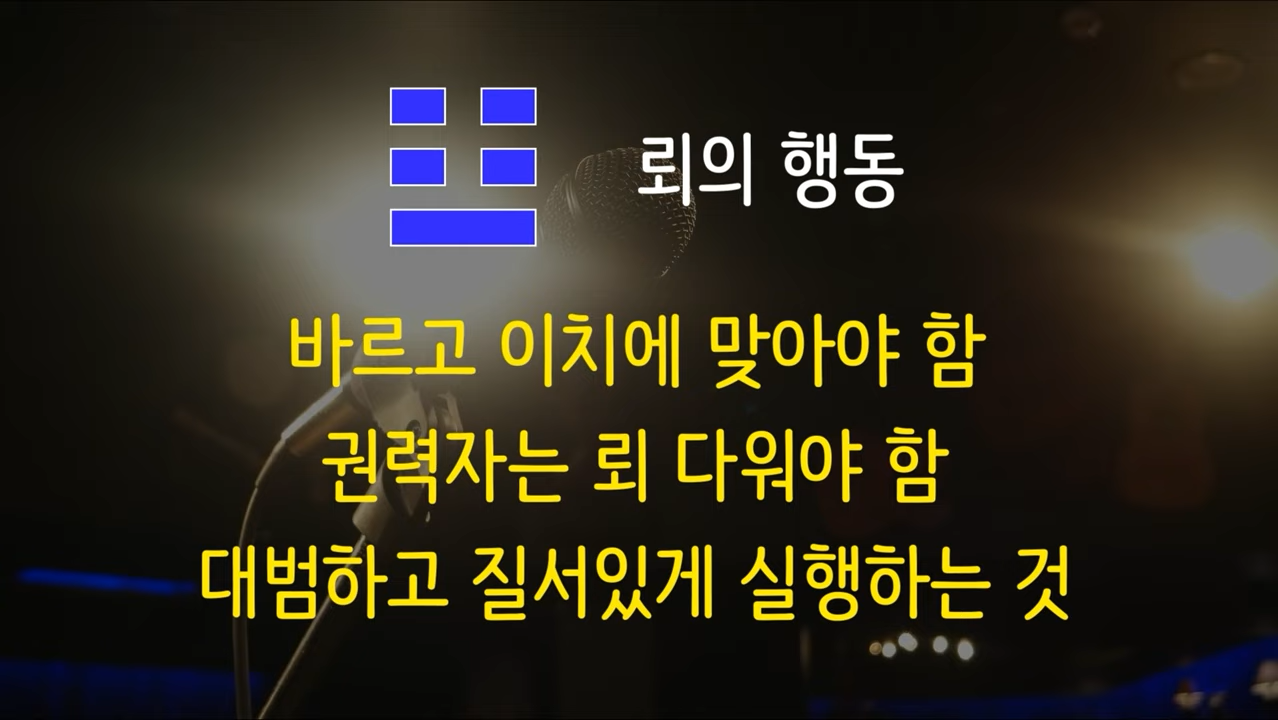 뢰의 행동
바르고 이치에 맞아야 함
권력자는 뢰 다워야 함
대범하고 질서있게 실행하는 것